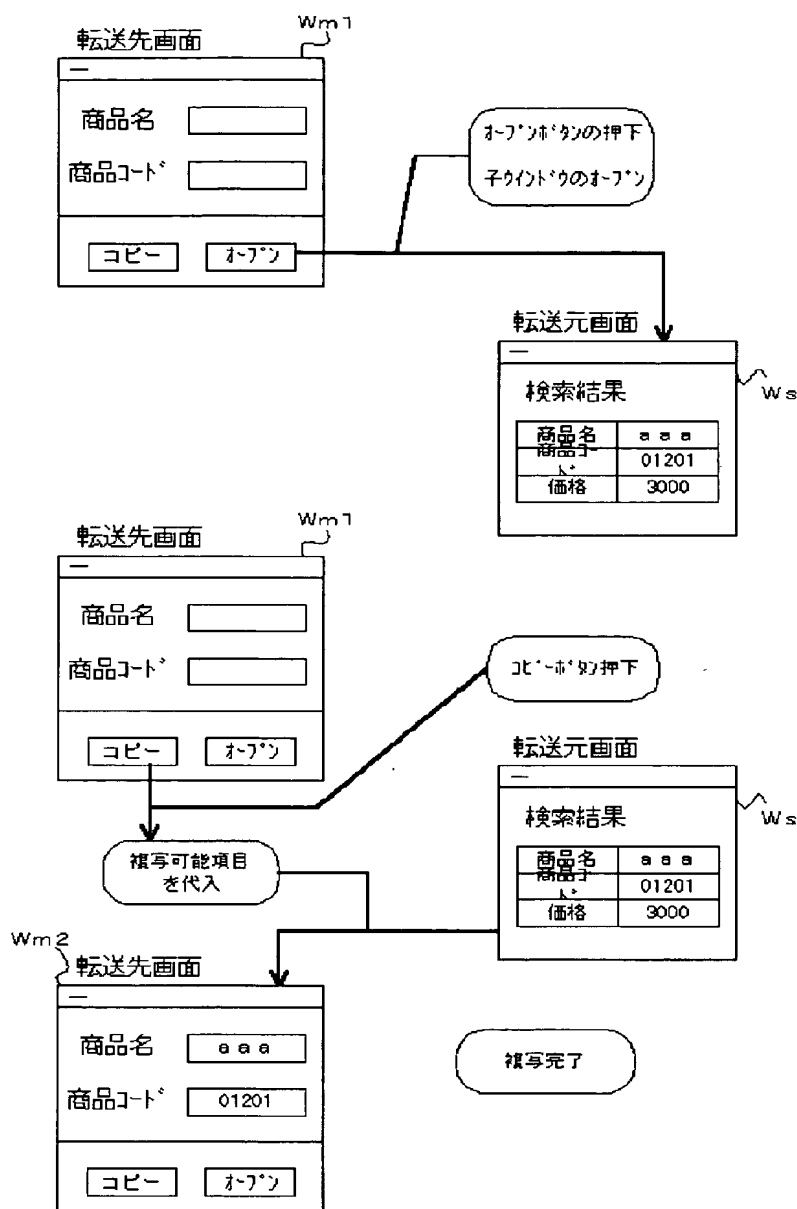 Wm1
転送先画面
商品名
商品コード
コピー
オープン
オープンボタンの押下
子ウインドウのオープン
転送元画面
Ws
検索結果
商品名 aaa
商品コー
ド
01201
価格 3000
Wm1
転送先画面
商品名
商品コード
コピー
オープン
コピーボタン押下
転送元画面
Ws
検索結果
商品名 aaa
商品コー
ド
01201
価格 3000
複写可能項目
を代入
Wm2
転送先画面
商品名 aaa
商品コード 01201
コピー
オープン
複写完了